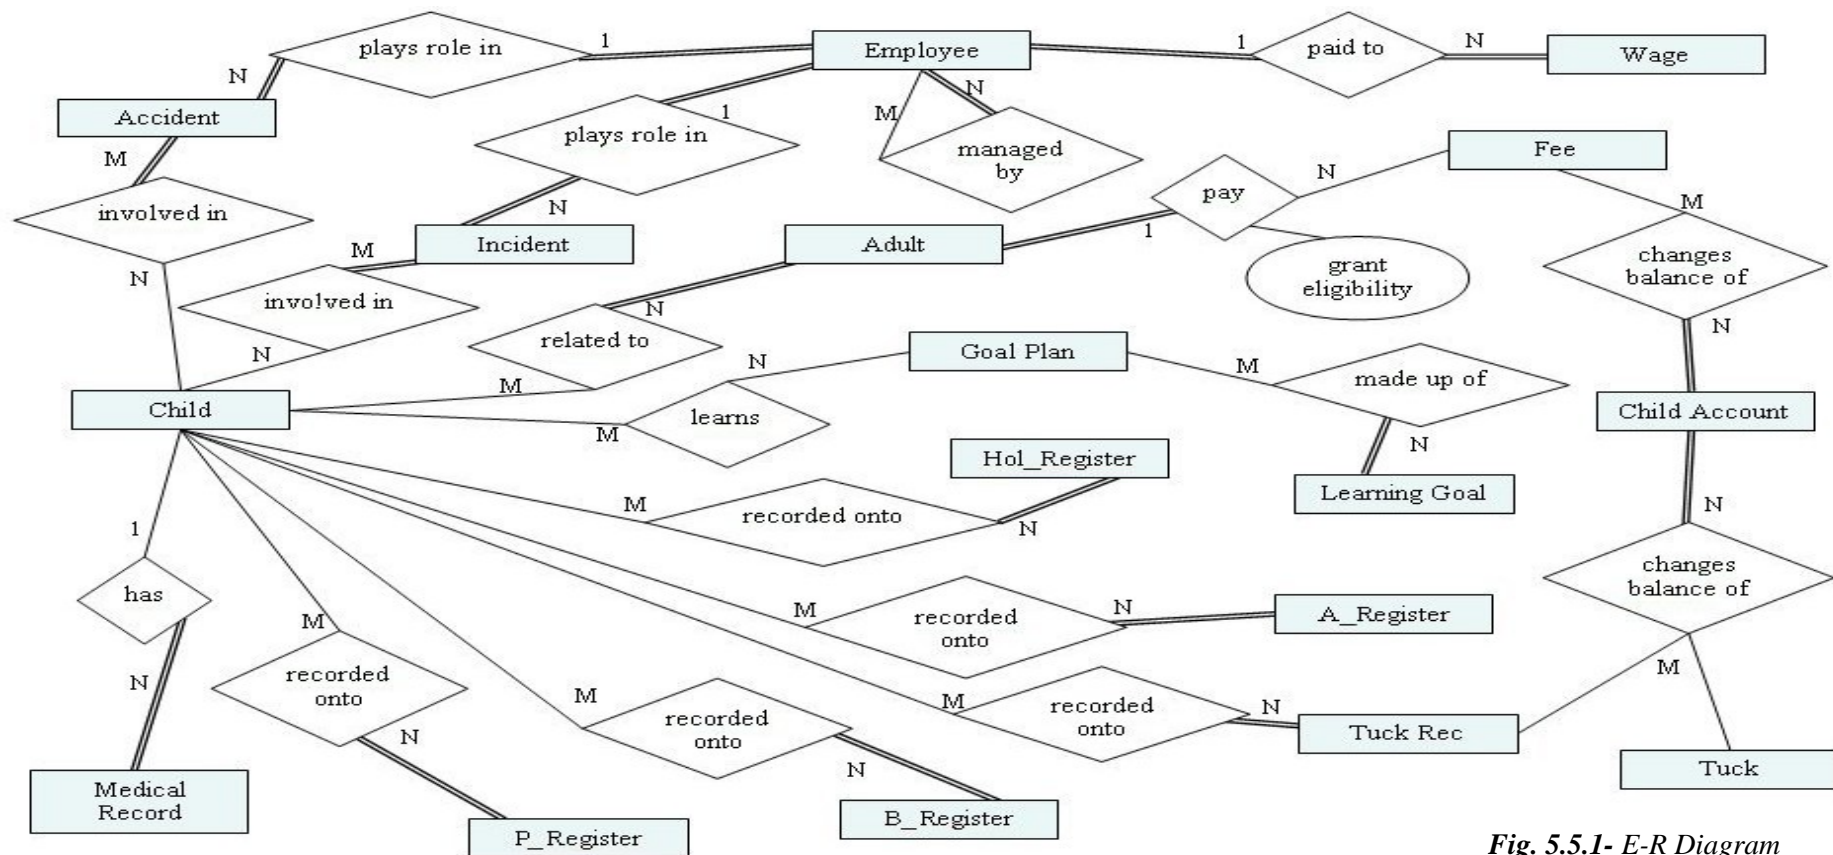 plays role in
1
Employee
1
paid to
N
Wage
N
Accident
plays role in
1
N
M
managed
by
Fee
M
N
pay
M
involved in
N
Incident
Adult
1
N
M
grant
eligibility
changes
balance of
N
involved in
N
related to
N
N
M
Goal Plan
M
made up of
N
Child
M
learns
Child Account
N
Hol_Register
Learning Goal
M
recorded onto
N
N
1
has
changes
balance of
M
recorded
onto
N
A_Register
M
recorded
onto
N
M
M
recorded
onto
M
recorded
onto
N
Tuck Rec
M
N
N
Tuck
Medical
Record
P_Register
B_Register
Fig. 5.5.1- E-R Diagram